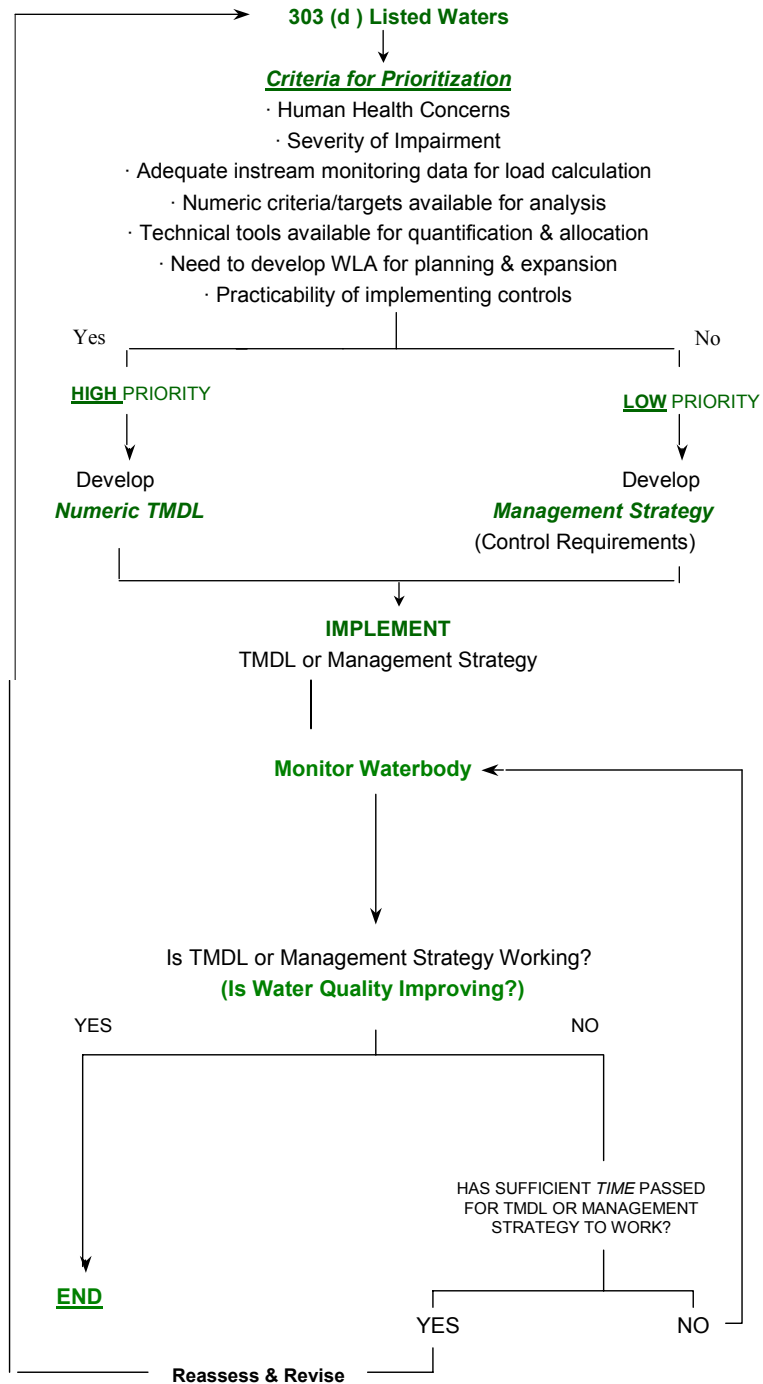 303 (d ) Listed Waters
Criteria for Prioritization
· Human Health Concerns
· Severity of Impairment
· Adequate instream monitoring data for load calculation
· Numeric criteria/targets available for analysis
· Technical tools available for quantification & allocation
· Need to develop WLA for planning & expansion
· Practicability of implementing controls
Yes
No
HIGH PRIORITY
LOW PRIORITY
Develop
Numeric TMDL
Develop
Management Strategy
(Control Requirements)
IMPLEMENT
TMDL or Management Strategy
Monitor Waterbody
Is TMDL or Management Strategy Working?
(Is Water Quality Improving?)
YES
NO
HAS SUFFICIENT TIME PASSED
FOR TMDL OR MANAGEMENT
STRATEGY TO WORK?
END
YES
NO
Reassess & Revise